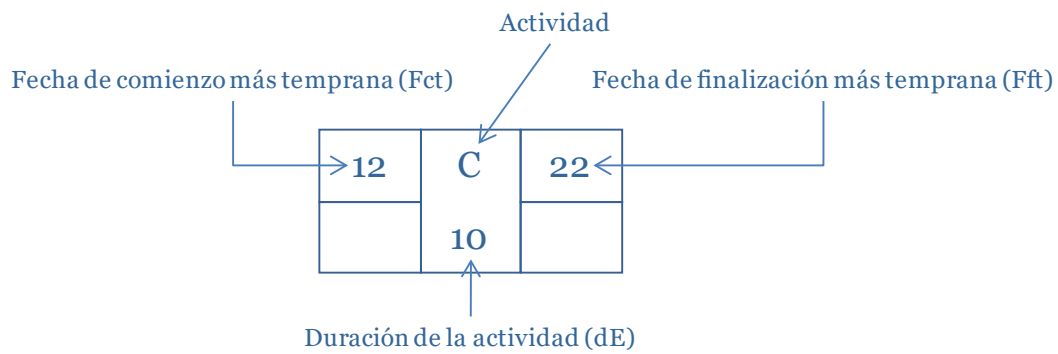 Actividad
Fecha de comienzo más temprana (Fct)
Fecha de finalización más temprana (Fft)
12
C
22
10
Duración de la actividad (dE)